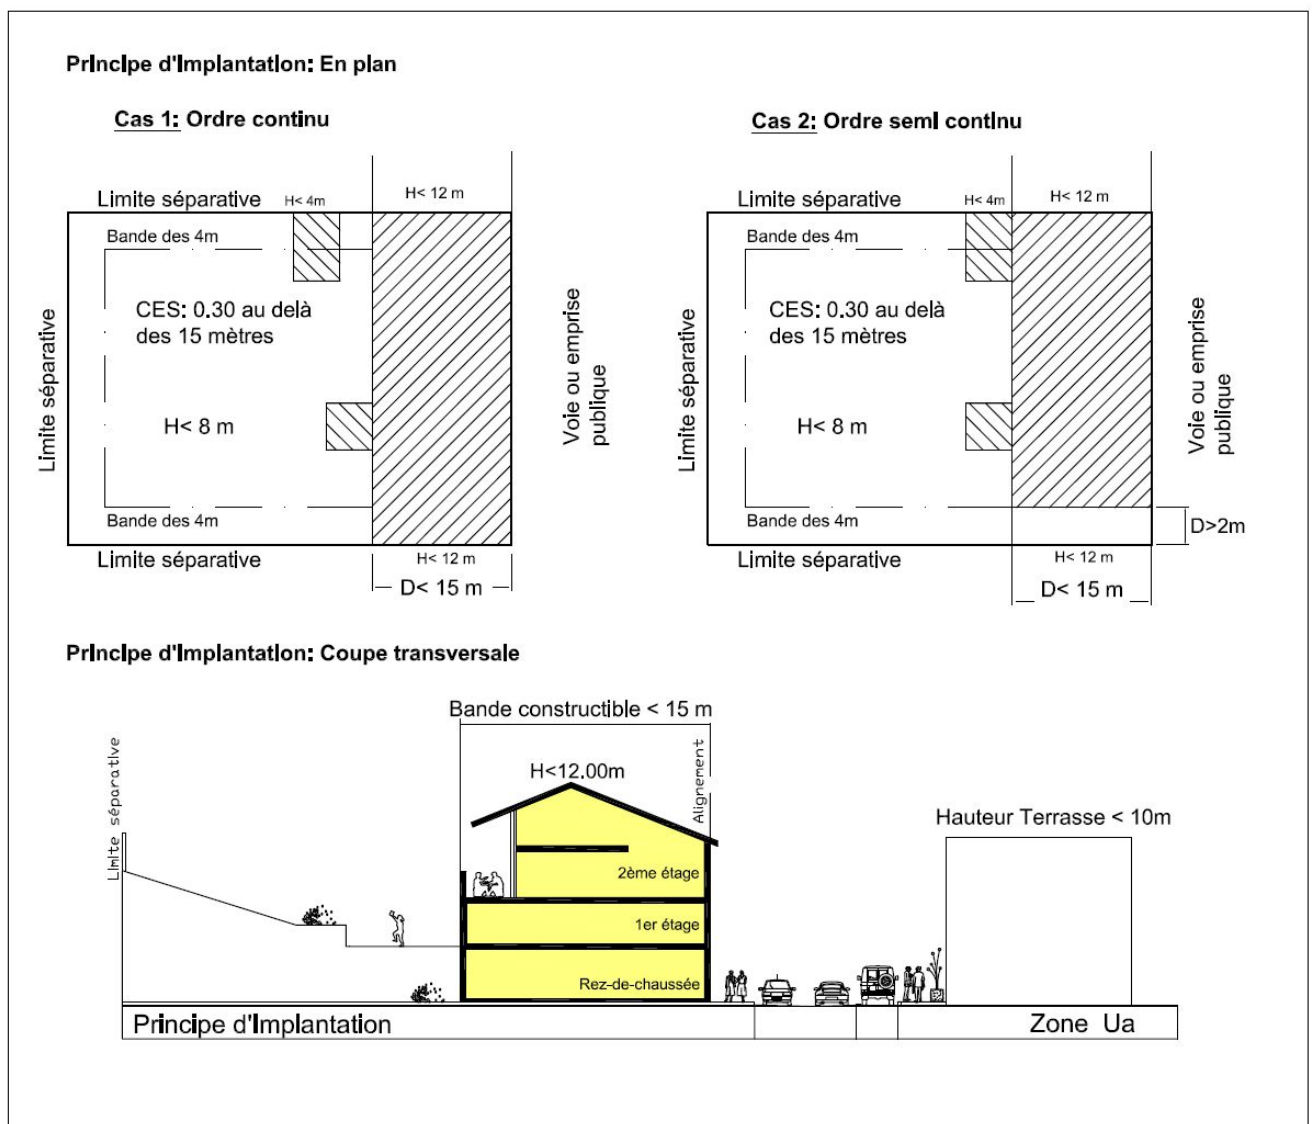 Principe d'Implantation: En plan
Cas 1: Ordre continu
Limite séparative
H< 4m
H< 12 m
Bande des 4m
CES: 0.30 au delà
des 15 mètres
H< 8 m
Limite séparative
Voie ou emprise
publique
Bande des 4m
Limite séparative
H< 12 m
D< 15 m
Cas 2: Ordre semi continu
Limite séparative
H< 4m
H< 12 m
Bande des 4m
CES: 0.30 au delà
des 15 mètres
H< 8 m
Limite séparative
Voie ou emprise
publique
Bande des 4m
D>2m
Limite séparative
H< 12 m
D< 15 m
Principe d'Implantation: Coupe transversale
Bande constructible < 15 m
Limite séparative
H<12.00m
Alignement
Hauteur Terrasse < 10m
2ème étage
1er étage
Rez-de-chaussée
Principe d'Implantation
Zone Ua